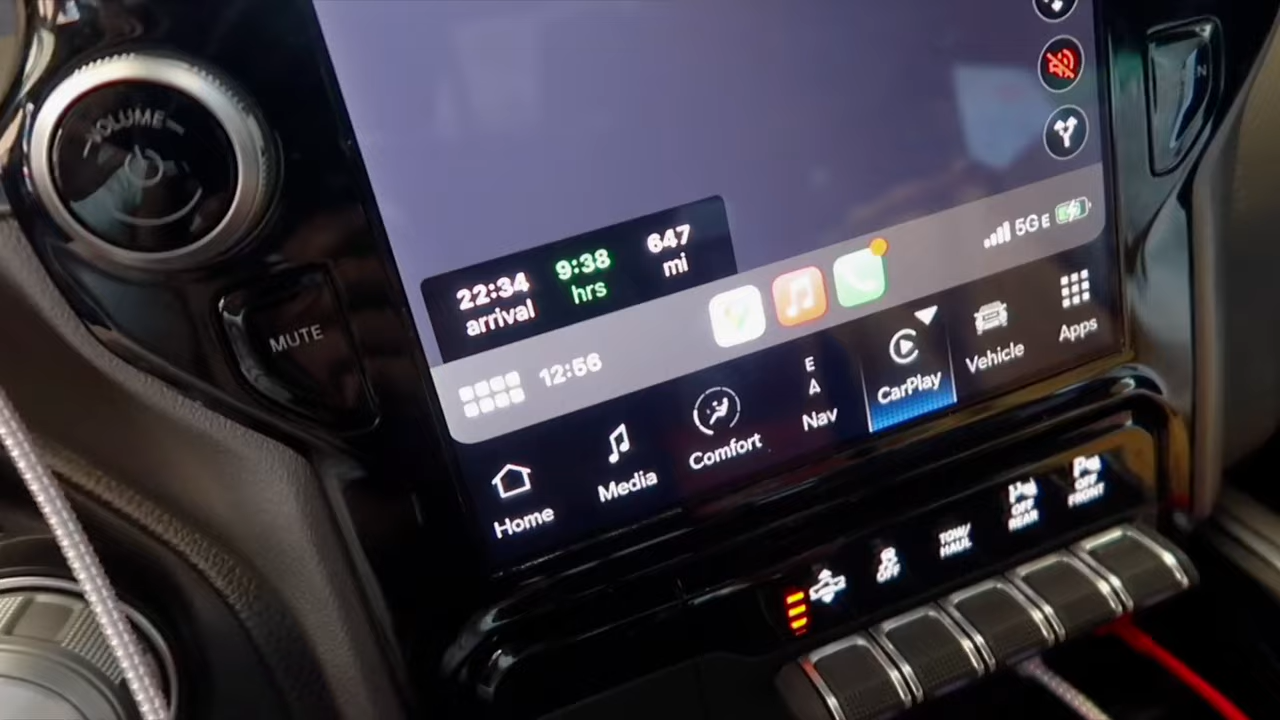 VOLUME
MUTE
22:34
arrival
9:38
hrs
647
mi
12:56
5G E
Home
Media
Comfort
E
A
Nav
CarPlay
Vehicle
Apps
OFF
TOW/
HAUL
OFF
REAR
OFF
FRONT